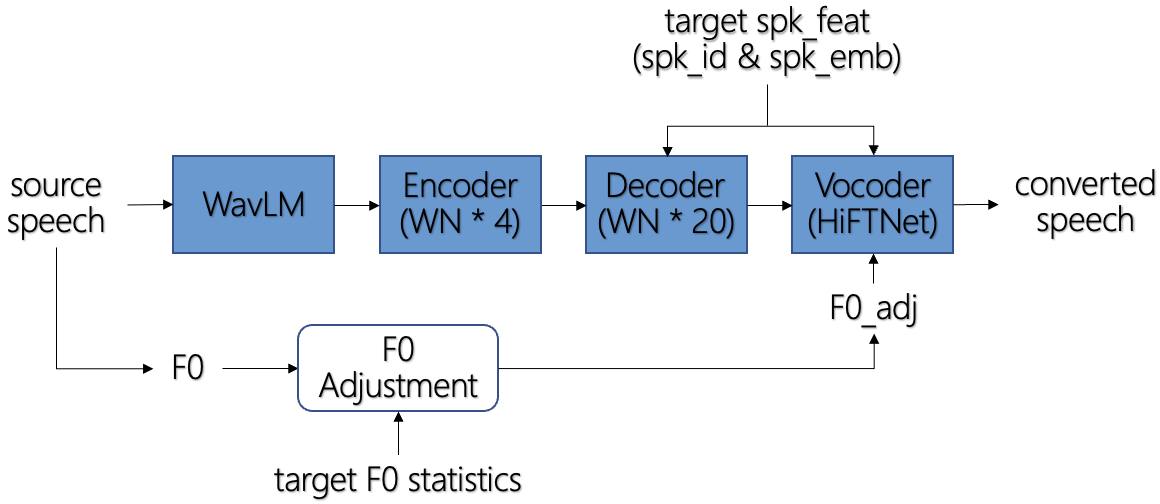 target spk_feat
(spk_id & spk_emb)
source
speech
WavLM
Encoder
(WN * 4)
Decoder
(WN * 20)
Vocoder
(HiFTNet)
converted
speech
F0_adj
F0
F0
Adjustment
target F0 statistics